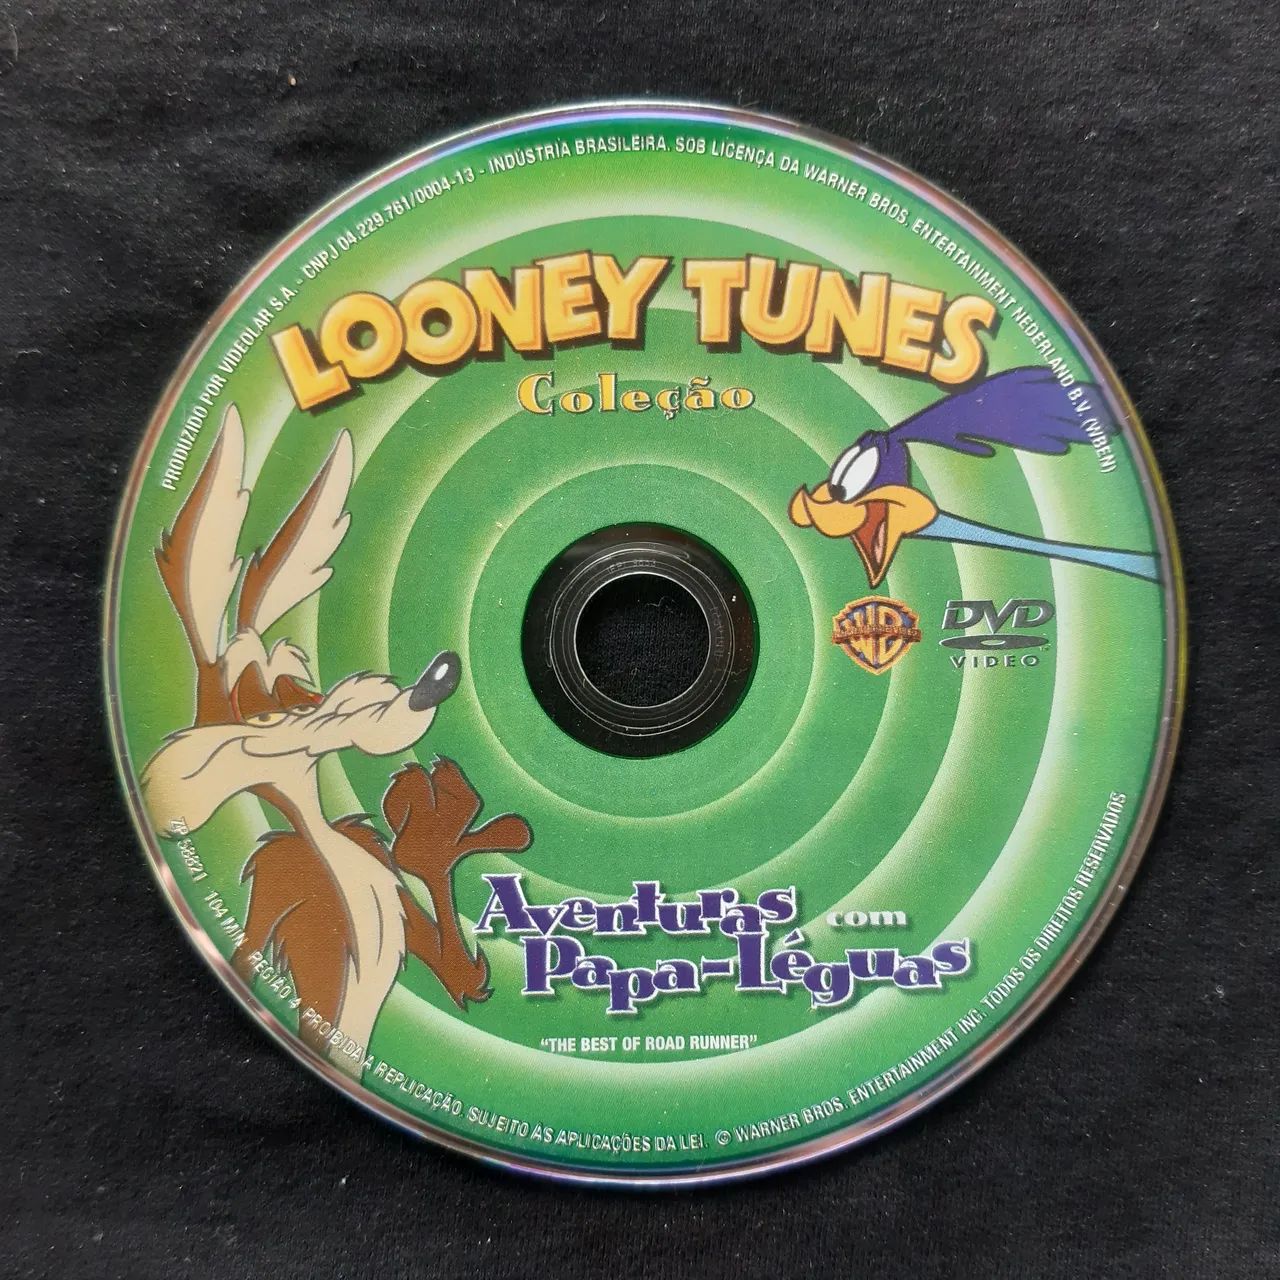 PRODUZIDO POR VIDEOLAR S.A. - CNPJ 04.229.761/0004-13 - INDÚSTRIA BRASILEIRA. SOB LICENÇA DA WARNER BROS. ENTERTAINMENT NEDERLAND B.V. (WBEN)
LOONEY TUNES
Coleção
DVD
VIDEO
Aventuras com
Papa-Léguas
"THE BEST OF ROAD RUNNER"
ZP 58821 104 MIN REGIÃO 4 PROIBIDA A REPLICAÇÃO. SUJEITO ÀS APLICAÇÕES DA LEI. © WARNER BROS. ENTERTAINMENT INC. TODOS OS DIREITOS RESERVADOS